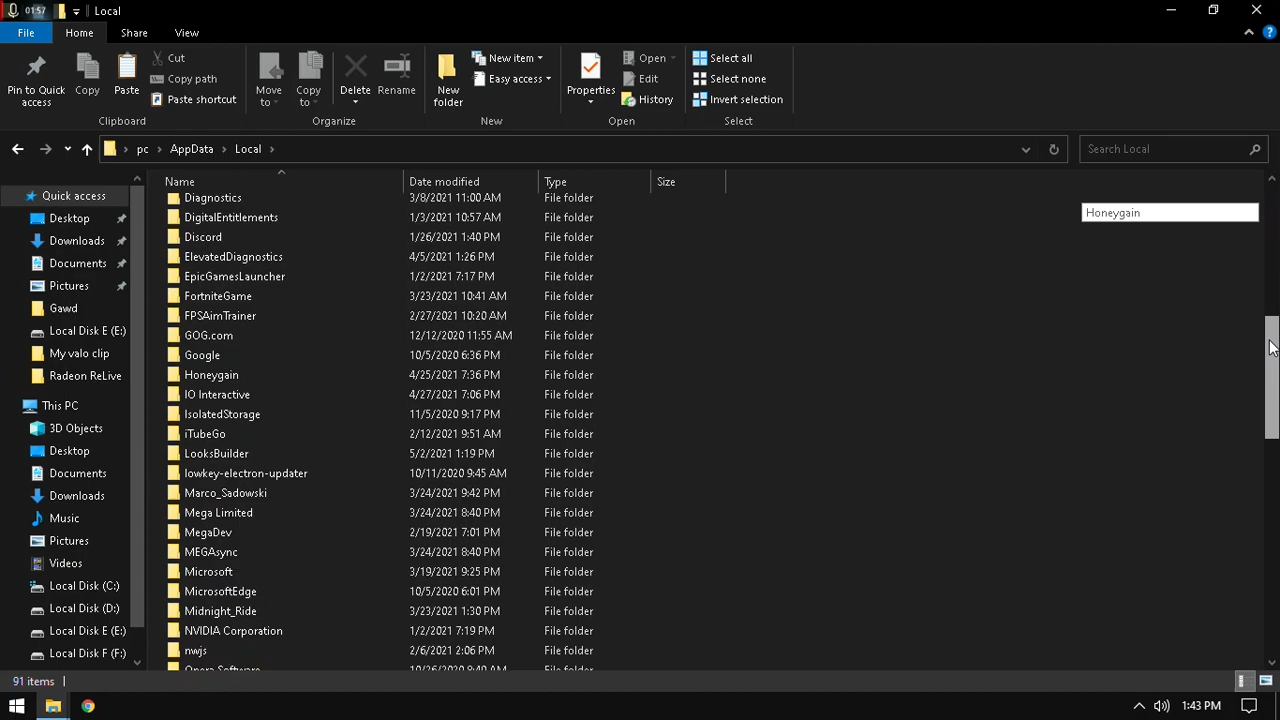 01:57 Local
File Home Share View
Pin to Quick access
Copy
Paste
Cut
Copy path
Paste shortcut
Clipboard
Move to
Copy to
Delete
Rename
Organize
New folder
New item
Easy access
New
Properties
Open
Edit
History
Open
Select all
Select none
Invert selection
Select
pc AppData Local
Search Local
Quick access
Desktop
Downloads
Documents
Pictures
Gawd
Local Disk E (E:)
My valo clip
Radeon ReLive
This PC
3D Objects
Desktop
Documents
Downloads
Music
Pictures
Videos
Local Disk (C:)
Local Disk (D:)
Local Disk E (E:)
Local Disk F (F:)
Name Date modified Type Size
Diagnostics 3/8/2021 11:00 AM File folder
DigitalEntitlements 1/3/2021 10:57 AM File folder
Discord 1/26/2021 1:40 PM File folder
ElevatedDiagnostics 4/5/2021 1:26 PM File folder
EpicGamesLauncher 1/2/2021 7:17 PM File folder
FortniteGame 3/23/2021 10:41 AM File folder
FPSAimTrainer 2/27/2021 10:20 AM File folder
GOG.com 12/12/2020 11:55 AM File folder
Google 10/5/2020 6:36 PM File folder
Honeygain 4/25/2021 7:36 PM File folder
IO Interactive 4/27/2021 7:06 PM File folder
IsolatedStorage 11/5/2020 9:17 PM File folder
iTubeGo 2/12/2021 9:51 AM File folder
LooksBuilder 5/2/2021 1:19 PM File folder
lowkey-electron-updater 10/11/2020 9:45 AM File folder
Marco_Sadowski 3/24/2021 9:42 PM File folder
Mega Limited 3/24/2021 8:40 PM File folder
MegaDev 2/19/2021 7:01 PM File folder
MEGAsync 3/24/2021 8:40 PM File folder
Microsoft 3/19/2021 9:25 PM File folder
MicrosoftEdge 10/5/2020 6:01 PM File folder
Midnight_Ride 3/23/2021 1:30 PM File folder
NVIDIA Corporation 1/2/2021 7:19 PM File folder
nwjs 2/6/2021 2:06 PM File folder
Opera Software 10/26/2020 8:40 AM File folder
Honeygain
91 items
1:43 PM